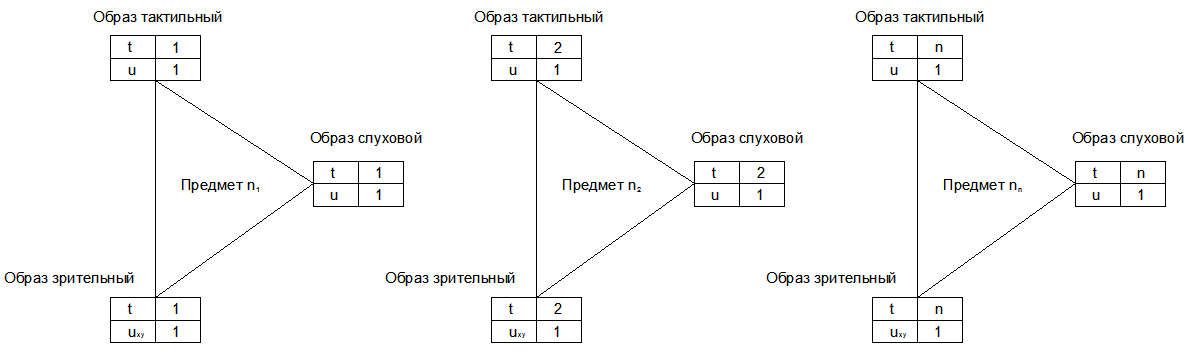 Образ тактильный Образ тактильный Образ тактильный
t 1 t 2 t n
u 1 u 1 u 1
Образ слуховой Образ слуховой Образ слуховой
t 1 t 2 t n
Предмет n₁ Предмет n₂ Предмет nₙ
u 1 u 1 u 1
Образ зрительный Образ зрительный Образ зрительный
t 1 t 2 t n
uxy 1 uxy 1 uxy 1